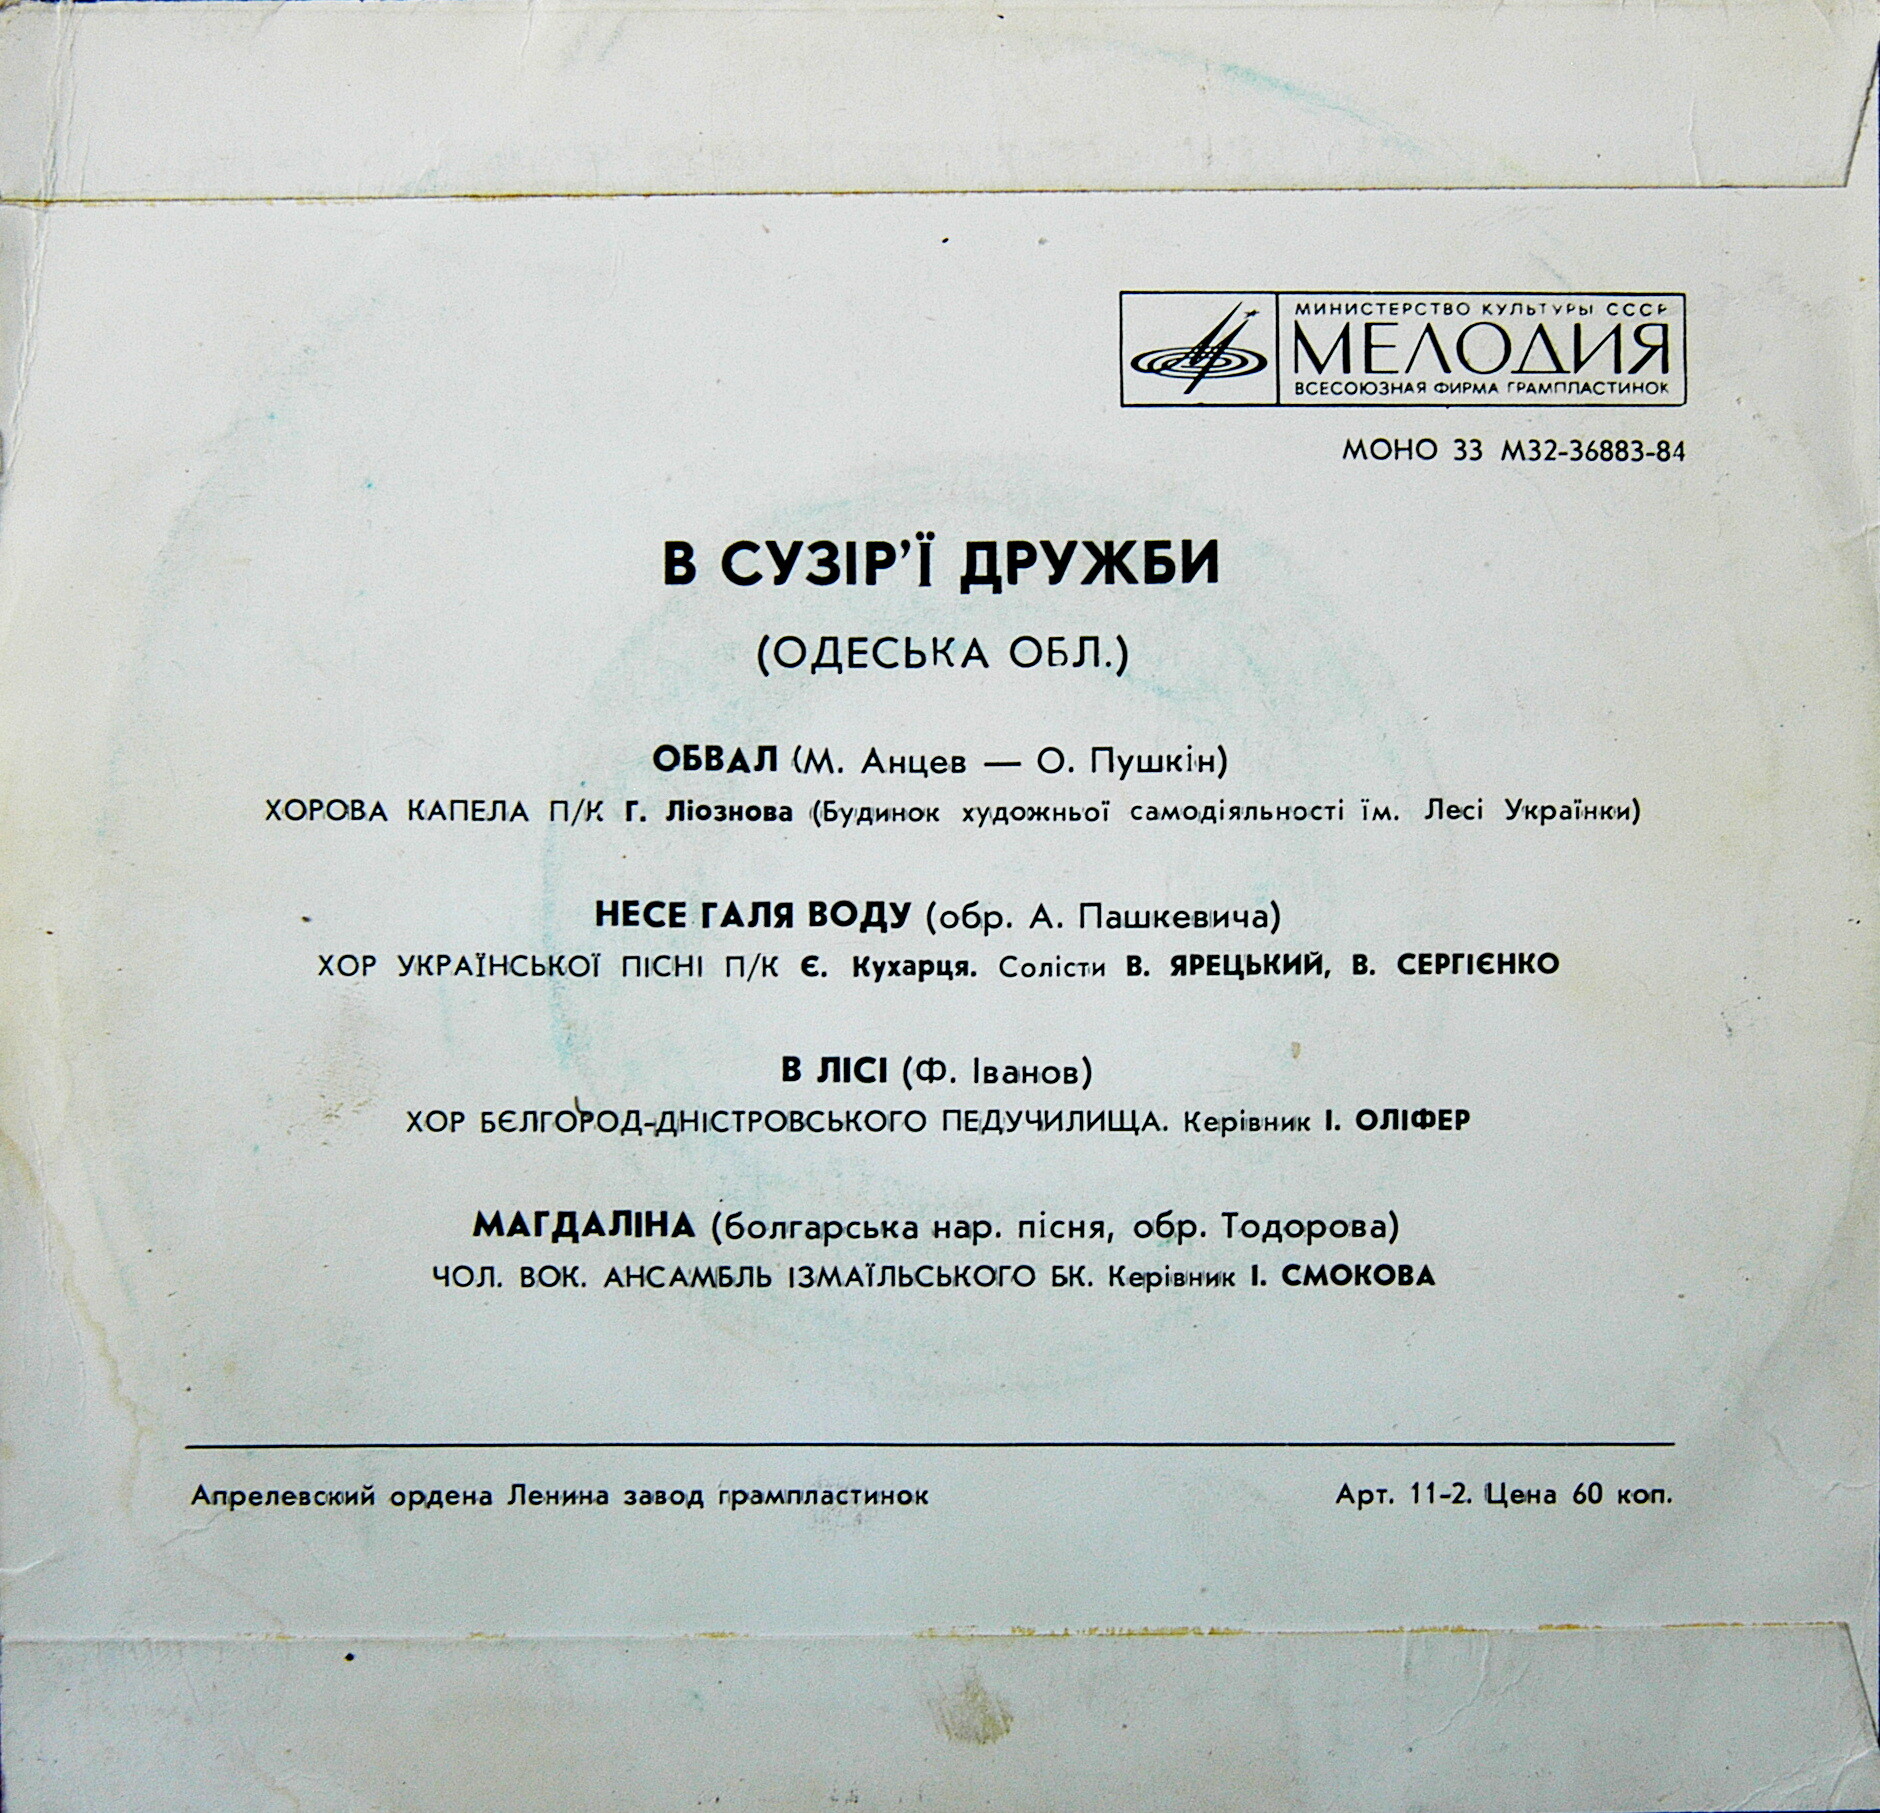 МИНИСТЕРСТВО КУЛЬТУРЫ СССР
МЕЛОДИЯ
ВСЕСОЮЗНАЯ ФИРМА ГРАМПЛАСТИНОК
МОНО 33 М32-36883-84
В СУЗІР'Ї ДРУЖБИ
(ОДЕСЬКА ОБЛ.)
ОБВАЛ (М. Анцев — О. Пушкін)
ХОРОВА КАПЕЛА П/К Г. Ліознова (Будинок художньої самодіяльності їм. Лесі Українки)
НЕСЕ ГАЛЯ ВОДУ (обр. А. Пашкевича)
ХОР УКРАЇНСЬКОЇ ПІСНІ П/К Є. Кухарця. Солісти В. ЯРЕЦЬКИЙ, В. СЕРГІЄНКО
В ЛІСІ (Ф. Іванов)
ХОР БЄЛГОРОД-ДНІСТРОВСЬКОГО ПЕДУЧИЛИЩА. Керівник І. ОЛІФЕР
МАГДАЛІНА (болгарська нар. пісня, обр. Тодорова)
ЧОЛ. ВОК. АНСАМБЛЬ ІЗМАЇЛЬСЬКОГО БК. Керівник І. СМОКОВА
Апрелевский ордена Ленина завод грампластинок
Арт. 11-2. Цена 60 коп.